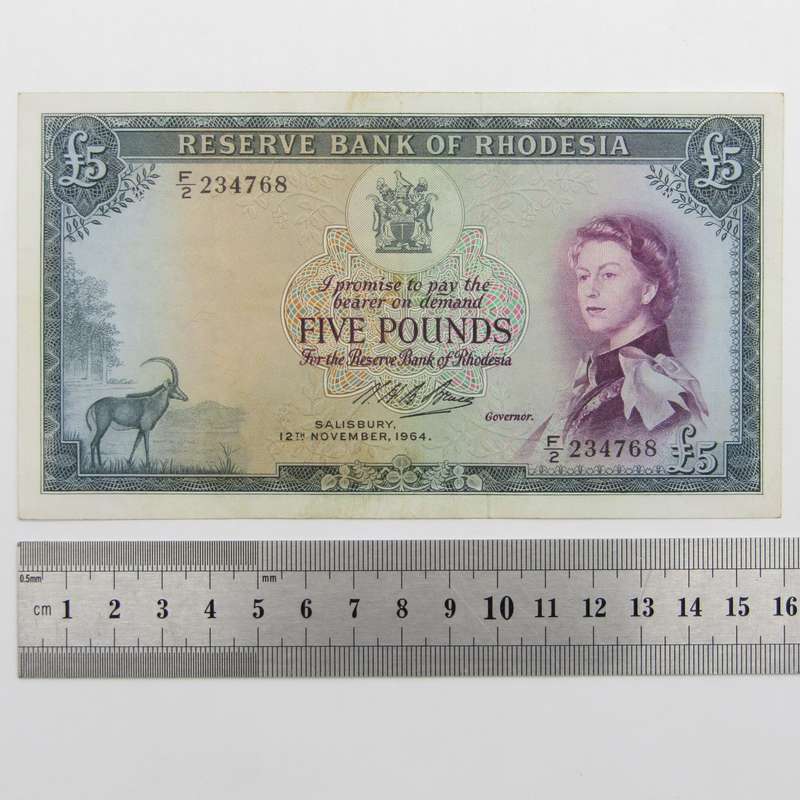 £5 RESERVE BANK OF RHODESIA £5
F/2 234768
I promise to pay the
bearer on demand
FIVE POUNDS
For the Reserve Bank of Rhodesia
Governor.
SALISBURY,
12TH NOVEMBER, 1964.
F/2 234768 £5
0.5mm mm
cm 1 2 3 4 5 6 7 8 9 10 11 12 13 14 15 16